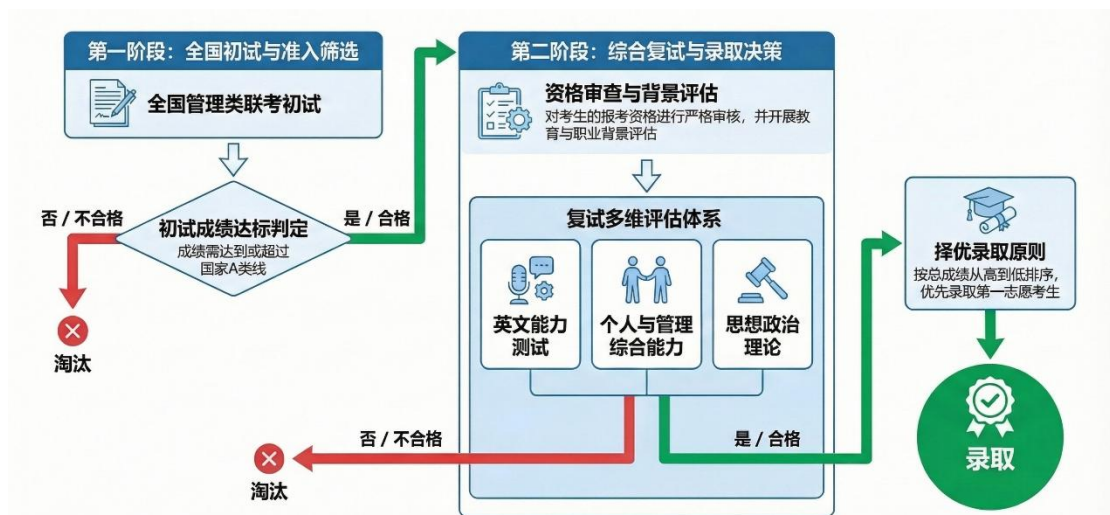 第一阶段：全国初试与准入筛选
全国管理类联考初试
初试成绩达标判定
成绩需达到或超过
国家A类线
否 / 不合格
淘汰
是 / 合格
第二阶段：综合复试与录取决策
资格审查与背景评估
对考生的报考资格进行严格审核，并开展教
育与职业背景评估
复试多维评估体系
英文能力
测试
个人与管理
综合能力
思想政治
理论
否 / 不合格
淘汰
是 / 合格
择优录取原则
按总成绩从高到低排序，
优先录取第一志愿考生
录取